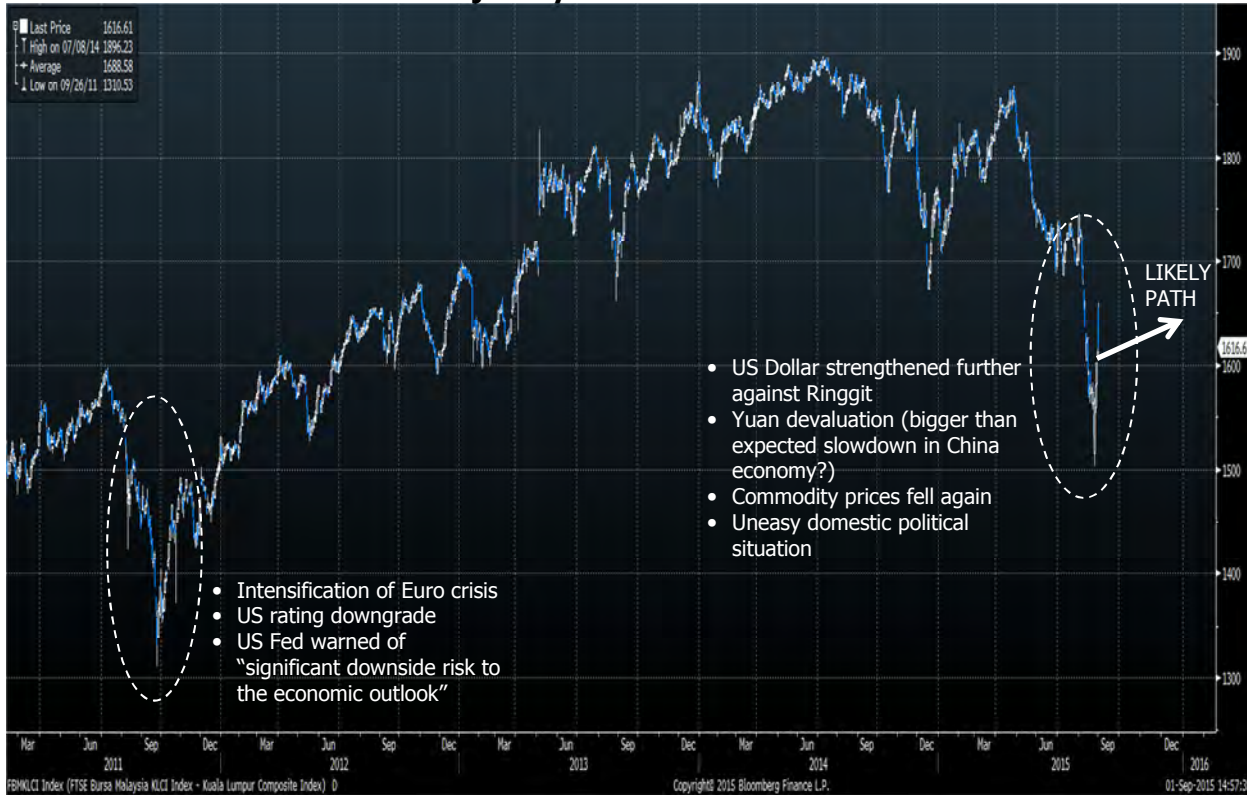 Last Price 1616.61
High on 07/08/14 1896.23
Average 1688.58
Low on 09/26/11 1310.53
1900
1800
1700
LIKELY
PATH
1616.6
1600
• US Dollar strengthened further
against Ringgit
• Yuan devaluation (bigger than
expected slowdown in China
economy?)
• Commodity prices fell again
• Uneasy domestic political
situation
1500
1400
• Intensification of Euro crisis
• US rating downgrade
• US Fed warned of
“significant downside risk to
the economic outlook”
1300
Mar Jun Sep Dec Mar Jun Sep Dec Mar Jun Sep Dec Mar Jun Sep Dec Mar Jun Sep Dec
2011 2012 2013 2014 2015 2016
FBMKLCI Index (FTSE Bursa Malaysia KLCI Index - Kuala Lumpur Composite Index) D Copyright© 2015 Bloomberg Finance L.P. 01-Sep-2015 14:57:3